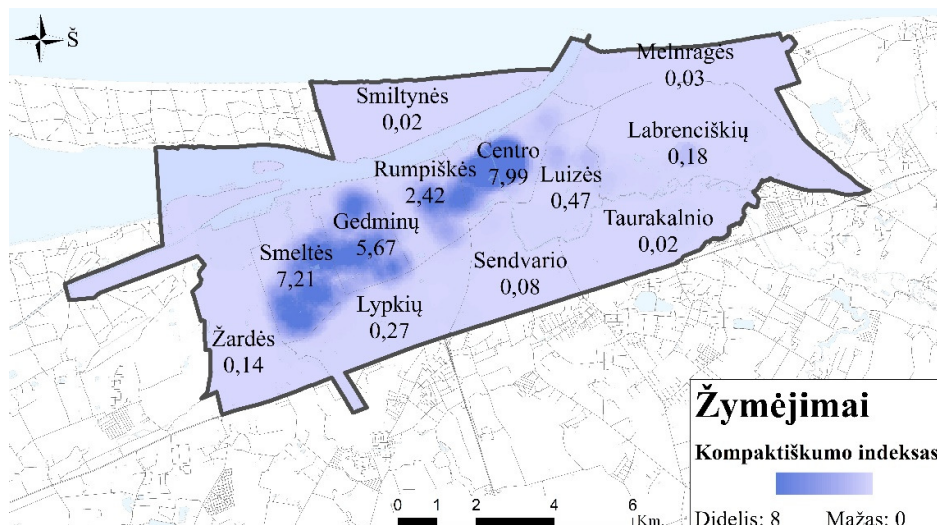 Š
Melnragės
0,03
Smiltynės
0,02
Labrenciškių
0,18
Centro
7,99
Rumpiškės
2,42
Luizės
0,47
Gedminų
5,67
Taurakalnio
0,02
Smeltės
7,21
Sendvario
0,08
Lypkių
0,27
Žardės
0,14
Žymėjimai
Kompaktiškumo indeksas
Didelis: 8 Mažas: 0
0 1 2 4 6
Km